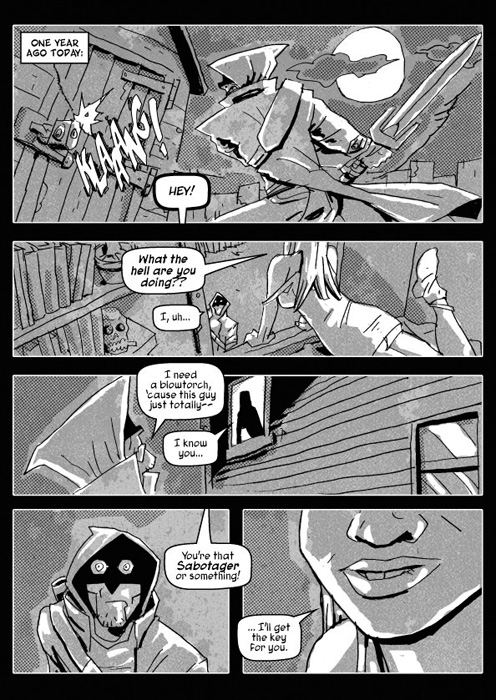 ONE YEAR
AGO TODAY:
WAANG!
HEY!
What the
hell are you
doing??
I, uh...
I need
a blowtorch,
'cause this guy
just totally--
I know
you...
You're that
Sabotager
or something!
... I'll get
the key
for you.